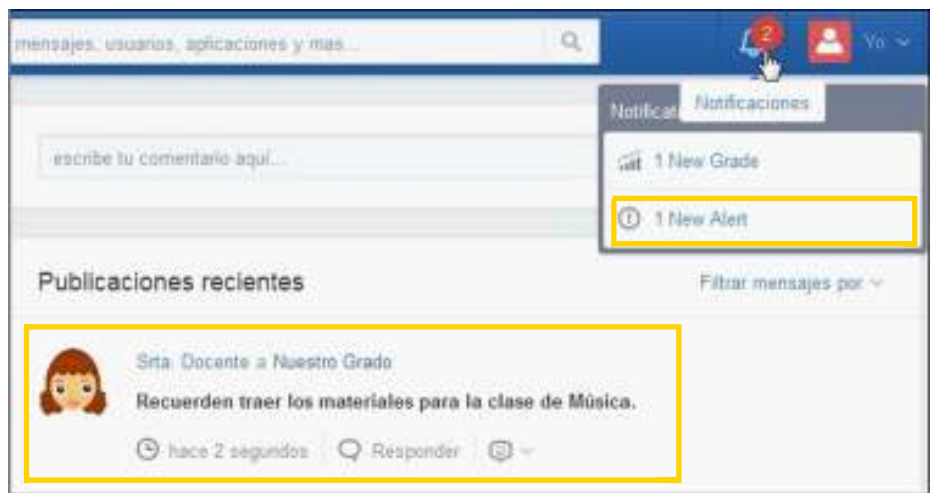 mensajes, usuarios, aplicaciones y mas...
2
Yo
Notificaciones
escribe tu comentario aquí...
1 New Grade
1 New Alert
Publicaciones recientes
Filtrar mensajes por
Srta. Docente a Nuestro Grado
Recuerden traer los materiales para la clase de Música.
hace 2 segundos
Responder